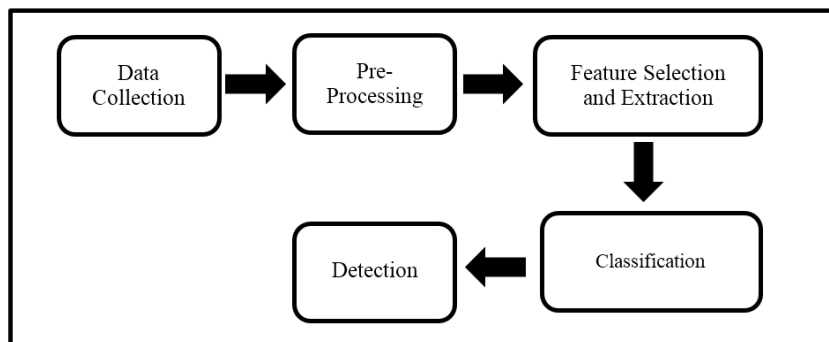 Data
Collection
Pre-
Processing
Feature Selection
and Extraction
Classification
Detection